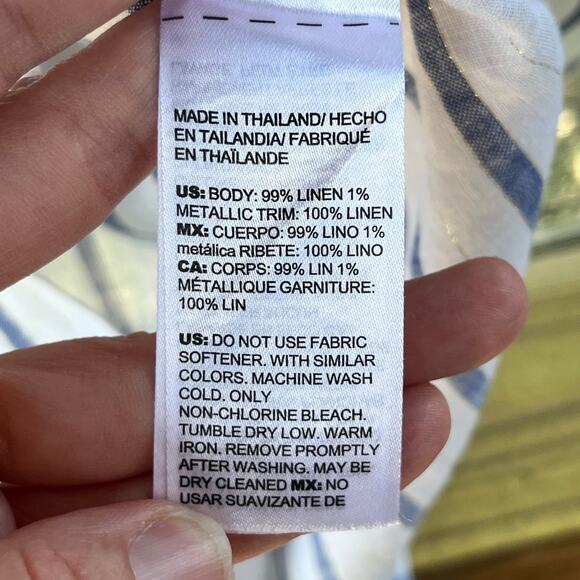 MADE IN THAILAND/ HECHO
EN TAILANDIA/ FABRIQUÉ
EN THAÏLANDE
US: BODY: 99% LINEN 1%
METALLIC TRIM: 100% LINEN
MX: CUERPO: 99% LINO 1%
metálica RIBETE: 100% LINO
CA: CORPS: 99% LIN 1%
MÉTALLIQUE GARNITURE:
100% LIN
US: DO NOT USE FABRIC
SOFTENER. WITH SIMILAR
COLORS. MACHINE WASH
COLD. ONLY
NON-CHLORINE BLEACH.
TUMBLE DRY LOW. WARM
IRON. REMOVE PROMPTLY
AFTER WASHING. MAY BE
DRY CLEANED MX: NO
USAR SUAVIZANTE DE